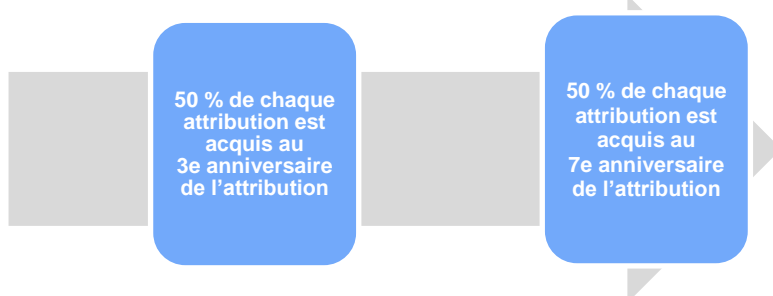 50 % de chaque
attribution est
acquis au
3e anniversaire
de l’attribution
50 % de chaque
attribution est
acquis au
7e anniversaire
de l’attribution